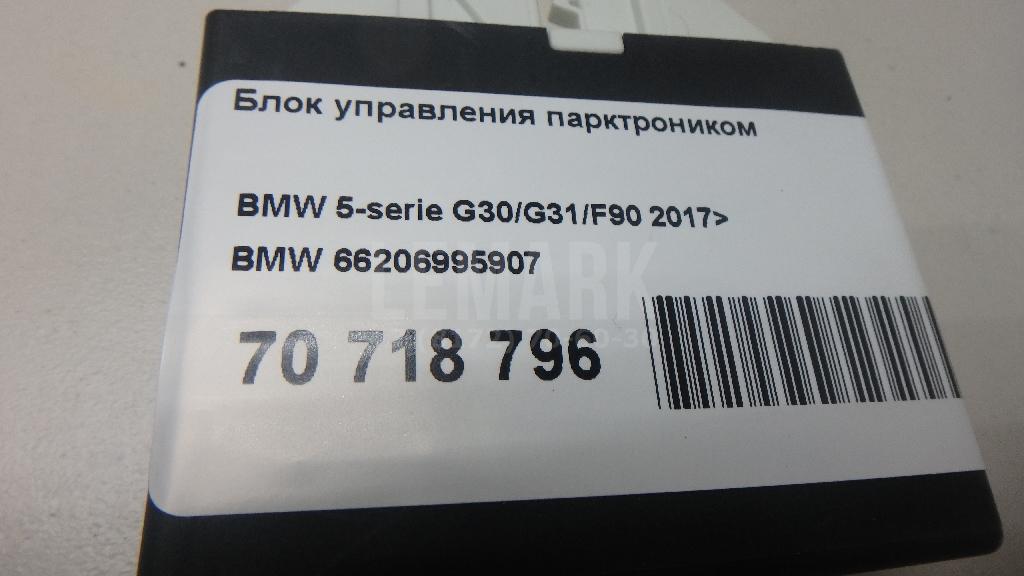 Блок управления парктроником
BMW 5-serie G30/G31/F90 2017>
BMW 66206995907
LEMARK
70 718 796